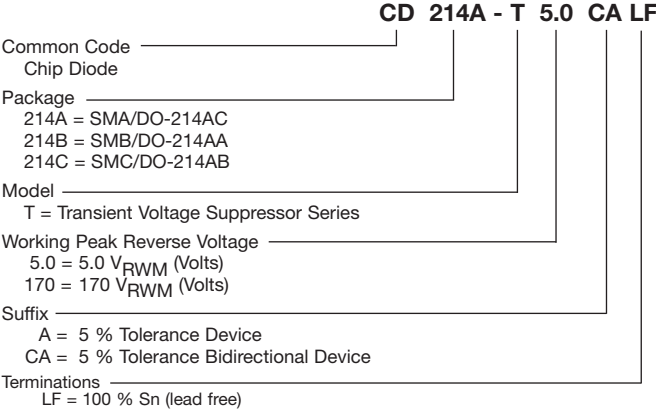 CD 214A - T 5.0 CA LF
Common Code
Chip Diode
Package
214A = SMA/DO-214AC
214B = SMB/DO-214AA
214C = SMC/DO-214AB
Model
T = Transient Voltage Suppressor Series
Working Peak Reverse Voltage
5.0 = 5.0 VRWM (Volts)
170 = 170 VRWM (Volts)
Suffix
A = 5 % Tolerance Device
CA = 5 % Tolerance Bidirectional Device
Terminations
LF = 100 % Sn (lead free)